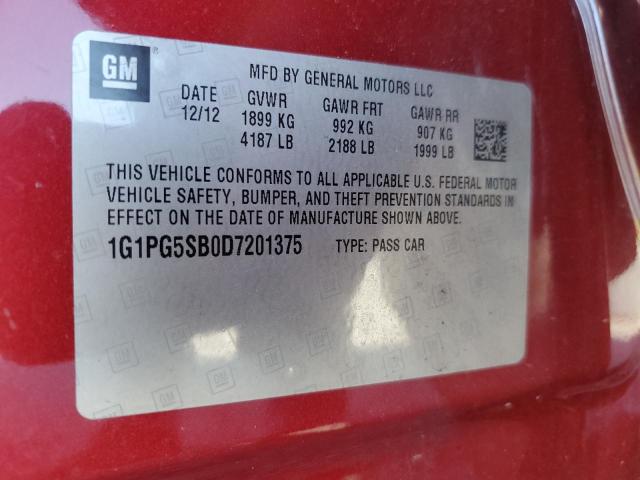 GM ®
MFD BY GENERAL MOTORS LLC
DATE GVWR GAWR FRT GAWR RR
12/12 1899 KG 992 KG 907 KG
4187 LB 2188 LB 1999 LB
THIS VEHICLE CONFORMS TO ALL APPLICABLE U.S. FEDERAL MOTOR
VEHICLE SAFETY, BUMPER, AND THEFT PREVENTION STANDARDS IN
EFFECT ON THE DATE OF MANUFACTURE SHOWN ABOVE.
1G1PG5SB0D7201375 TYPE: PASS CAR